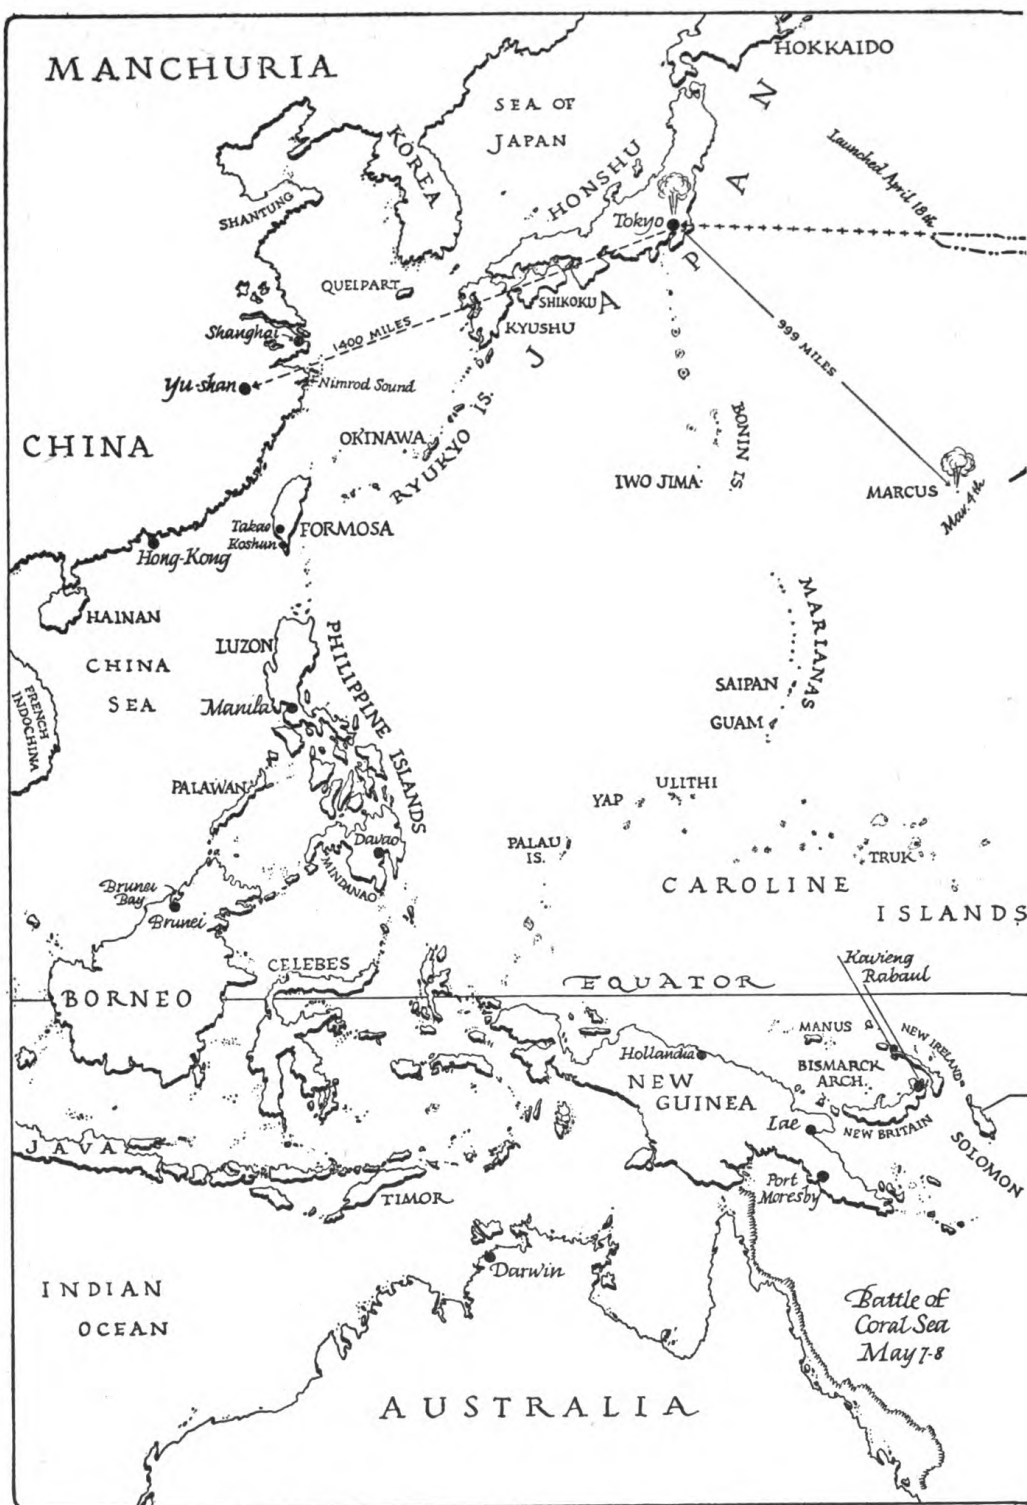 MANCHURIA
HOKKAIDO
SEA OF
JAPAN
KOREA
HONSHU
JAPAN
Launched April 18th
SHANTUNG
Tokyo
QUELPART
SHIKOKU
KYUSHU
Shanghai
1400 MILES
999 MILES
Yu-shan
Nimrod Sound
CHINA
OKINAWA
RYUKYO IS.
BONIN IS.
IWO JIMA
MARCUS
Mar. 4th
Takao
Koshun
FORMOSA
Hong-Kong
HAINAN
LUZON
PHILIPPINE ISLANDS
MARIANAS
CHINA
SEA
FRENCH
INDOCHINA
SAIPAN
Manila
GUAM
PALAWAN
YAP
ULITHI
Davao
PALAU
IS.
TRUK
MINDANAO
CAROLINE
ISLANDS
Brunei
Bay
Brunei
CELEBES
Kavieng
Rabaul
BORNEO
EQUATOR
MANUS
NEW IRELAND
Hollandia
BISMARCK
ARCH.
NEW
GUINEA
Lae
NEW BRITAIN
SOLOMON
JAVA
TIMOR
Port
Moresby
Darwin
INDIAN
OCEAN
Battle of
Coral Sea
May 7-8
AUSTRALIA